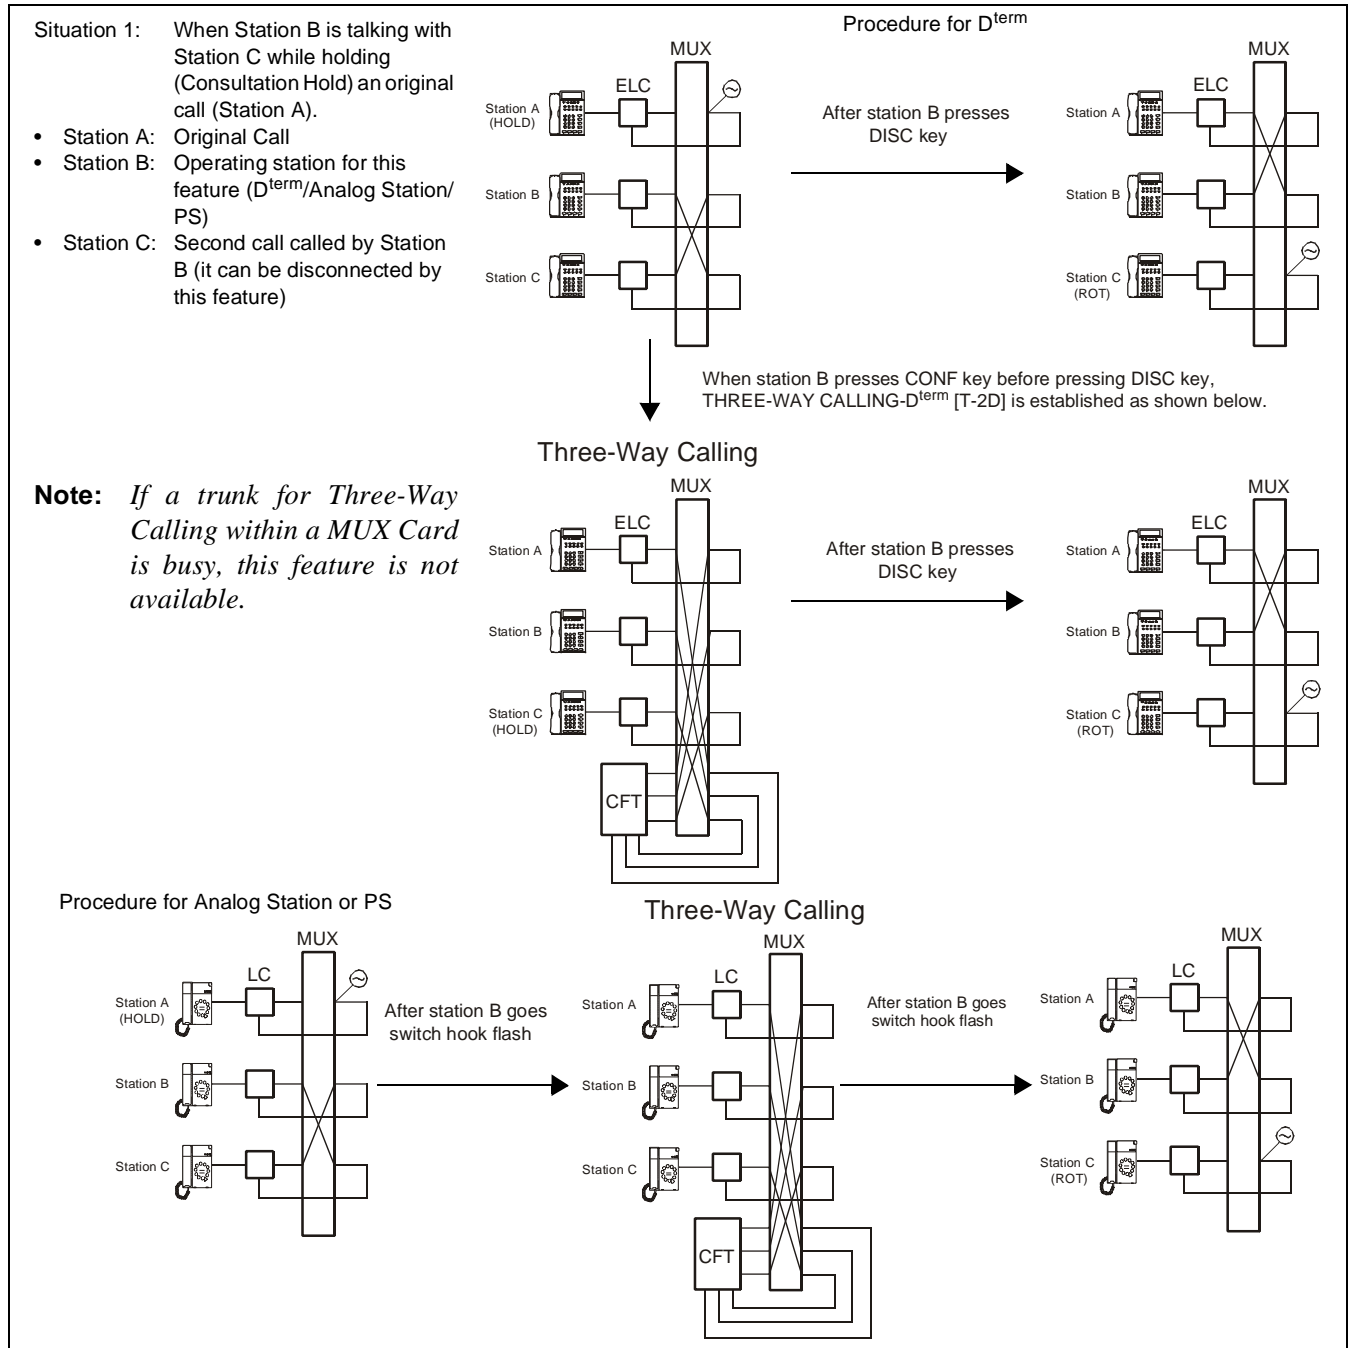 Situation 1: When Station B is talking with
Station C while holding
(Consultation Hold) an original
call (Station A).
• Station A: Original Call
• Station B: Operating station for this
feature (Dterm/Analog Station/
PS)
• Station C: Second call called by Station
B (it can be disconnected by
this feature)
Procedure for Dterm
MUX
ELC
Station A
(HOLD)
Station B
Station C
After station B presses
DISC key
MUX
ELC
Station A
Station B
Station C
(ROT)
When station B presses CONF key before pressing DISC key,
THREE-WAY CALLING-Dterm [T-2D] is established as shown below.
Note: If a trunk for Three-Way
Calling within a MUX Card
is busy, this feature is not
available.
Three-Way Calling
MUX
ELC
Station A
Station B
Station C
(HOLD)
CFT
After station B presses
DISC key
MUX
ELC
Station A
Station B
Station C
(ROT)
Procedure for Analog Station or PS
MUX
LC
Station A
(HOLD)
Station B
Station C
After station B goes
switch hook flash
Three-Way Calling
MUX
LC
Station A
Station B
Station C
CFT
After station B goes
switch hook flash
MUX
LC
Station A
Station B
Station C
(ROT)